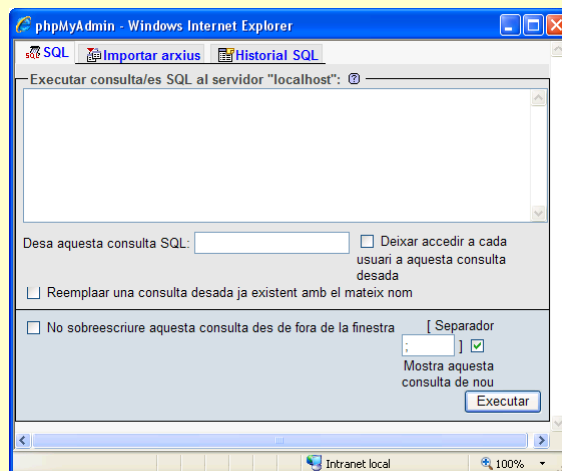 phpMyAdmin - Windows Internet Explorer
SQL Importar arxius Historial SQL
Executar consulta/es SQL al servidor "localhost":
Desa aquesta consulta SQL: Deixar accedir a cada
usuari a aquesta consulta
desada
Reemplaar una consulta desada ja existent amb el mateix nom
No sobreescriure aquesta consulta des de fora de la finestra [ Separador
; ]
Mostra aquesta
consulta de nou
Executar
Intranet local 100%